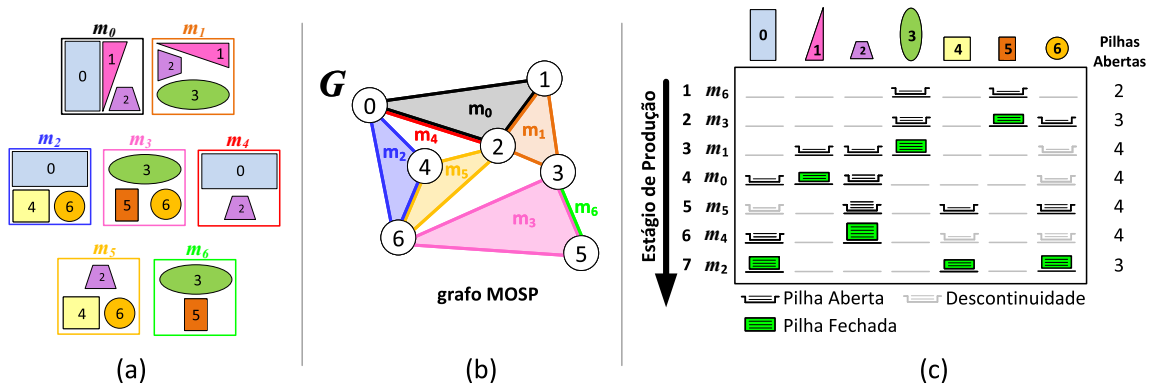 m0
m1
0
1
2
1
2
3
m2
m3
m4
0
4
6
3
5
6
0
2
m5
m6
2
4
6
3
5
(a)
G
0
1
2
3
4
5
6
m0
m1
m4
m2
m5
m3
m6
grafo MOSP
(b)
0
1
2
3
4
5
6
Pilhas
Abertas
Estágio de Produção
1 m6 2
2 m3 3
3 m1 4
4 m0 4
5 m5 4
6 m4 4
7 m2 3
Pilha Aberta
Descontinuidade
Pilha Fechada
(c)